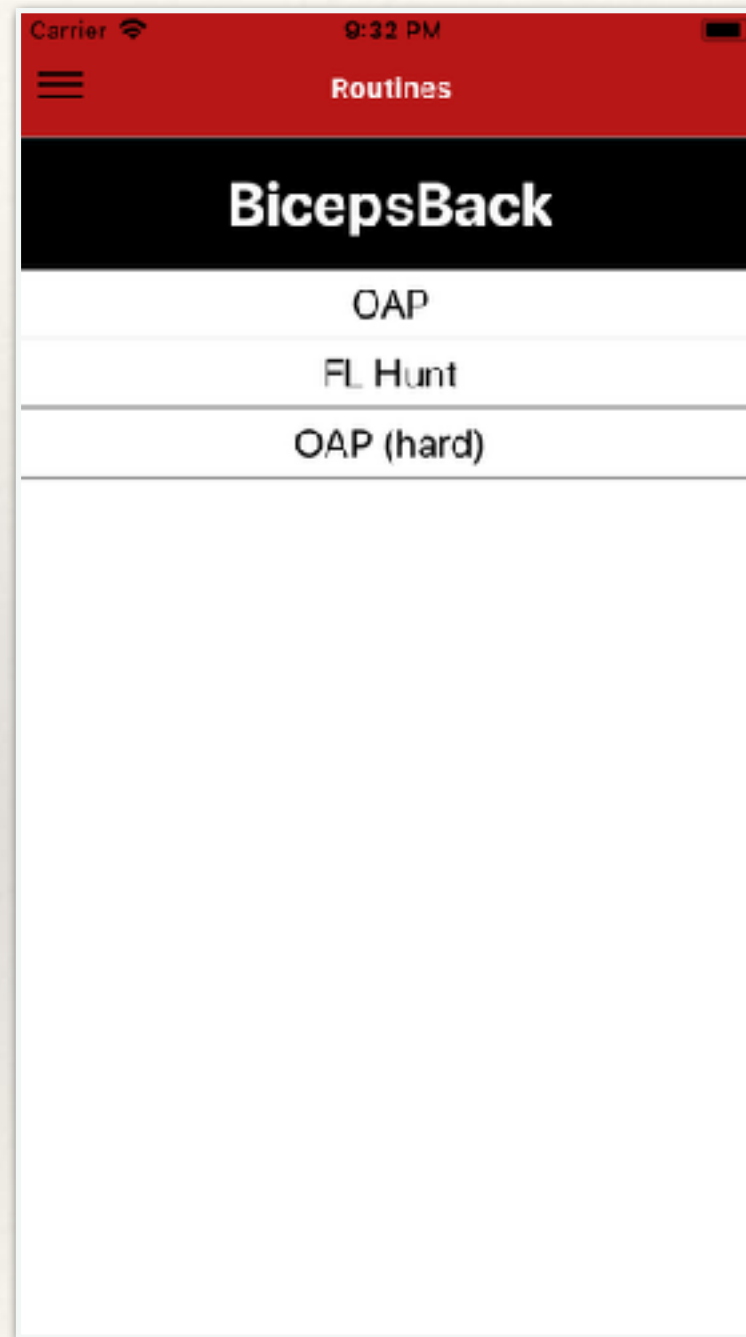 Carrier
9:32 PM
Routines
BicepsBack
OAP
FL Hunt
OAP (hard)